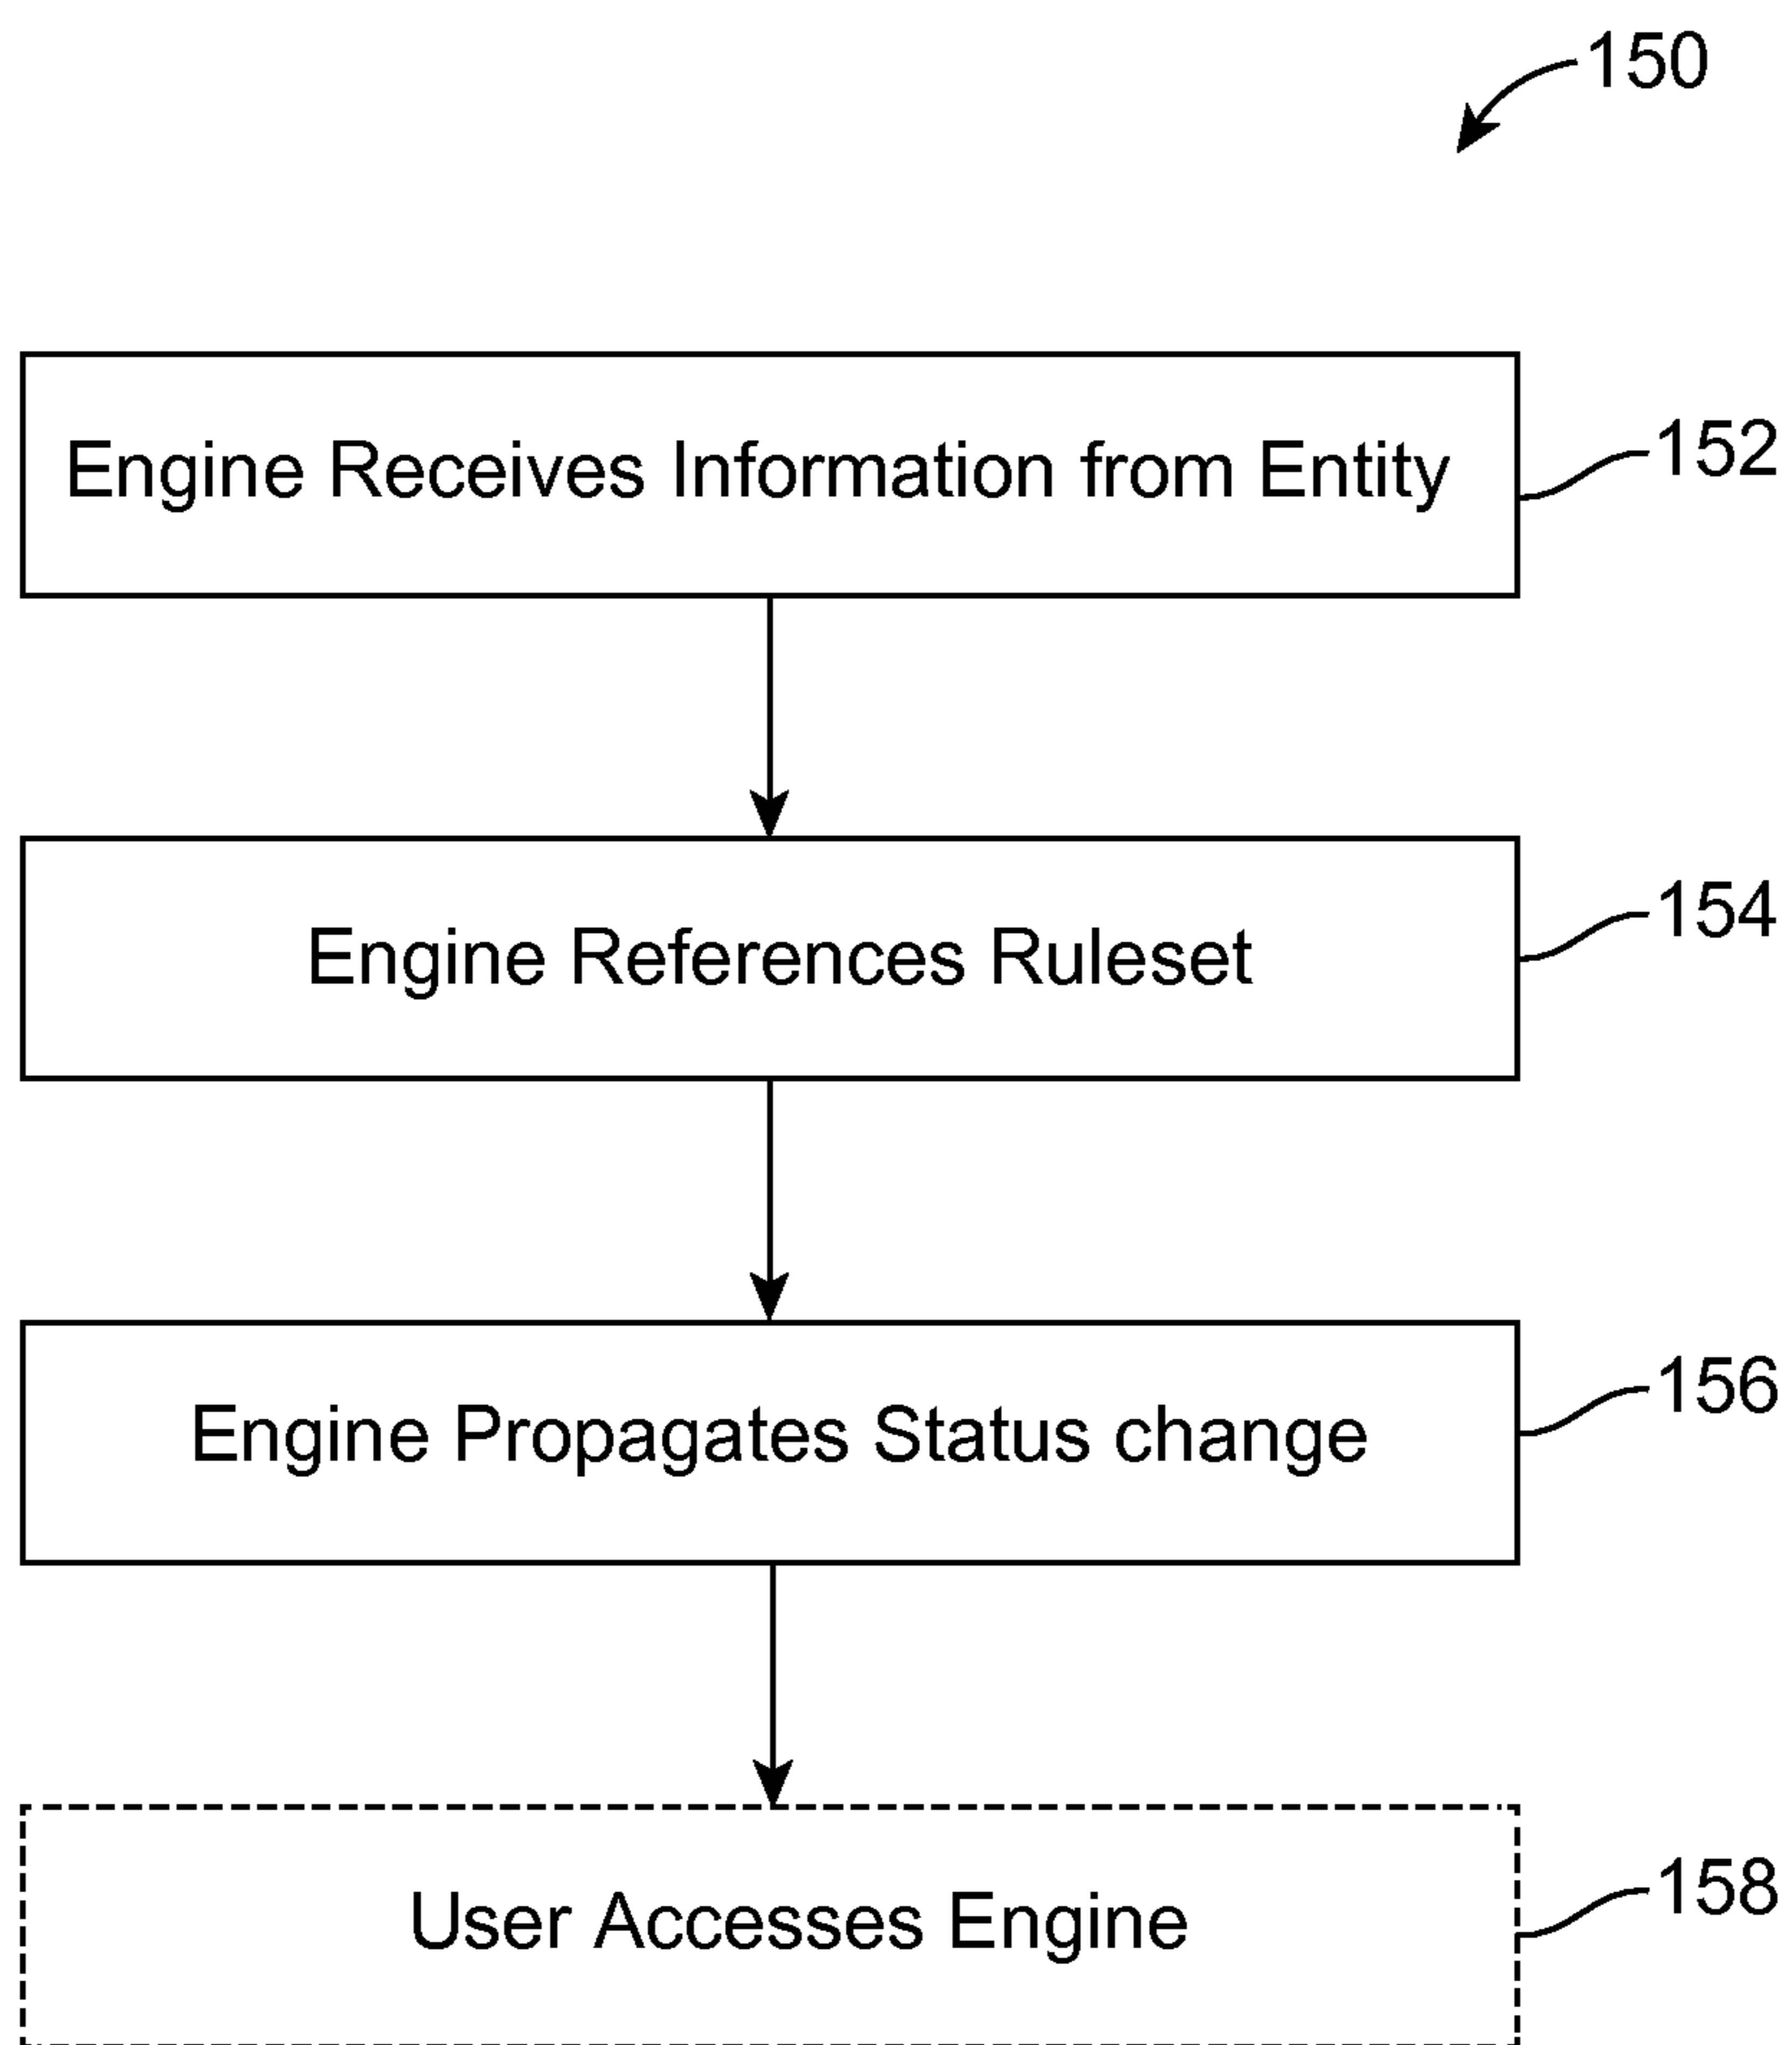 150
Engine Receives Information from Entity
152
Engine References Ruleset
154
Engine Propagates Status change
156
User Accesses Engine
158